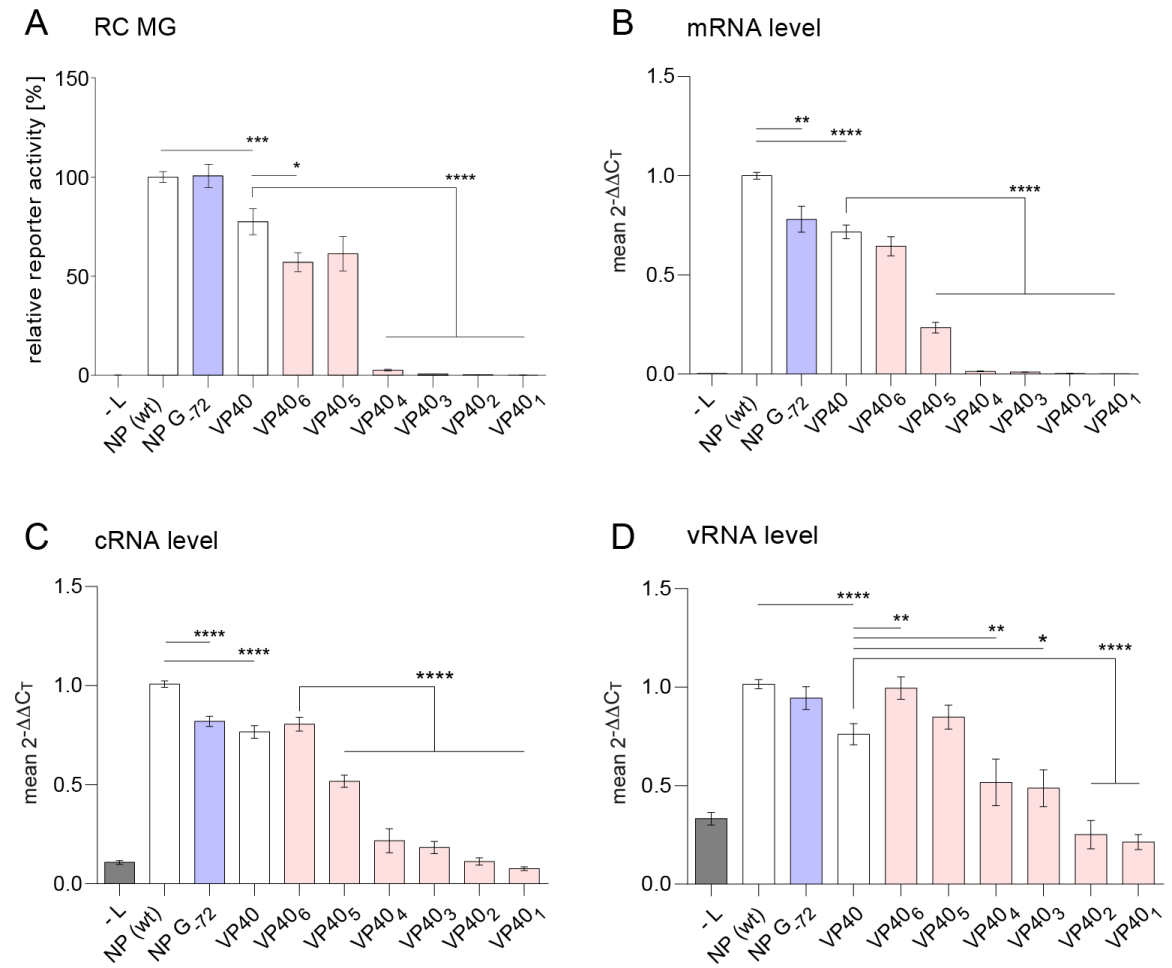 A RC MG
relative reporter activity [%]
150
100
50
0
***
*
****
- L
NP (wt)
NP G-72
VP40
VP406
VP405
VP404
VP403
VP402
VP401
B mRNA level
mean 2-ΔΔCT
1.5
1.0
0.5
0.0
**
****
****
- L
NP (wt)
NP G-72
VP40
VP406
VP405
VP404
VP403
VP402
VP401
C cRNA level
mean 2-ΔΔCT
1.5
1.0
0.5
0.0
****
****
****
- L
NP (wt)
NP G-72
VP40
VP406
VP405
VP404
VP403
VP402
VP401
D vRNA level
mean 2-ΔΔCT
1.5
1.0
0.5
0.0
****
**
**
*
****
- L
NP (wt)
NP G-72
VP40
VP406
VP405
VP404
VP403
VP402
VP401